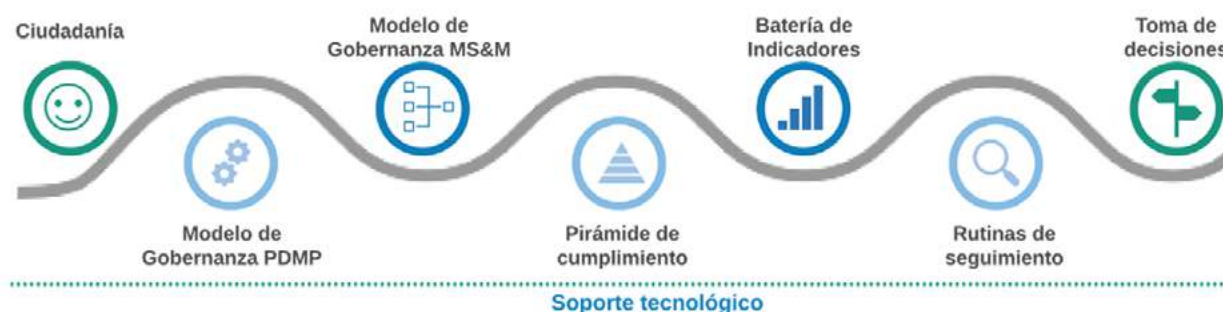 Ciudadanía
Modelo de
Gobernanza PDMP
Modelo de
Gobernanza MS&M
Pirámide de
cumplimiento
Batería de
Indicadores
Rutinas de
seguimiento
Toma de
decisiones
Soporte tecnológico